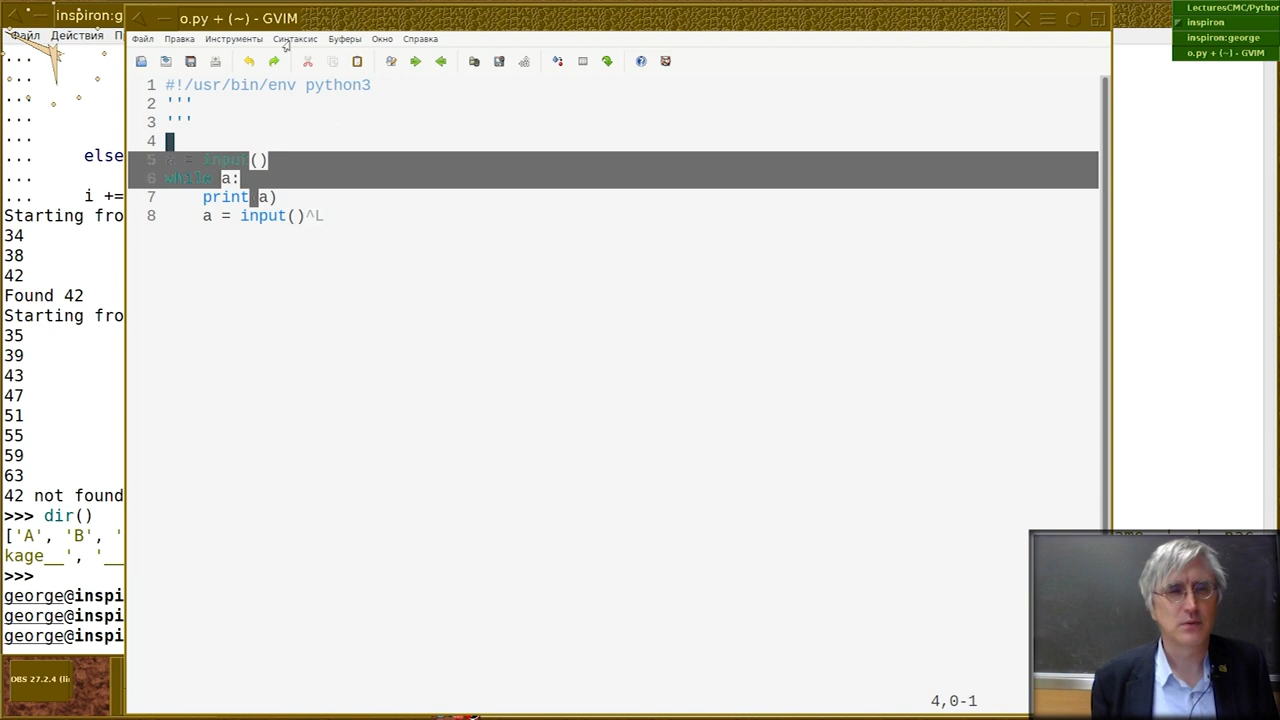 inspiron:g
o.py + (~) - GVIM
LecturesCMC/Pythor
inspiron
inspiron:george
o.py + (~) - GVIM
Файл Действия П
Файл Правка Инструменты Синтаксис Буферы Окно Справка
1 #!/usr/bin/env python3
2 '''
3 '''
4
5 a = input()
6 while a:
7 print(a)
8 a = input()^L
...
...
...
...
...
... else
...
... i +=
Starting fro
34
38
42
Found 42
Starting fro
35
39
43
47
51
55
59
63
42 not found
>>> dir()
['A', 'B', '
kage__', '__
>>>
george@inspi
george@inspi
george@inspi
OBS 27.2.4 (li
4,0-1